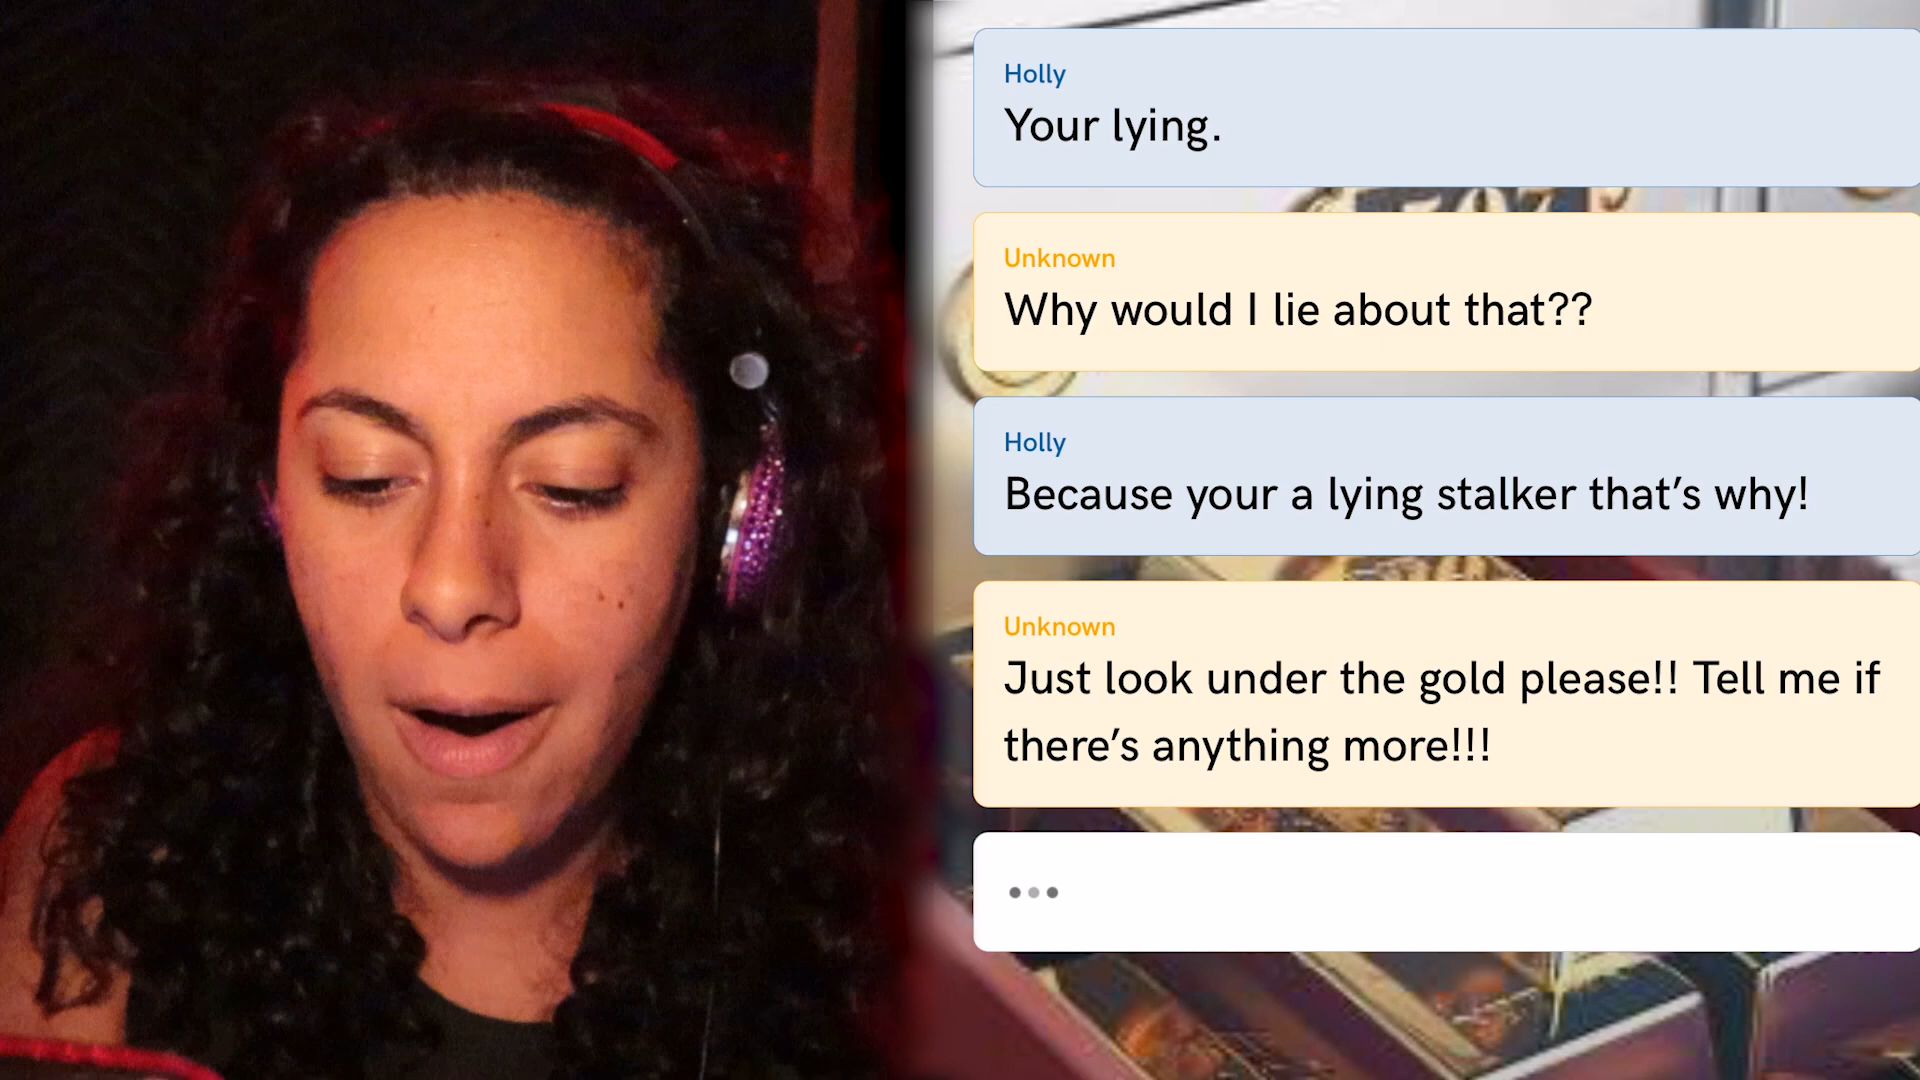 Holly
Your lying.
Unknown
Why would I lie about that??
Holly
Because your a lying stalker that’s why!
Unknown
Just look under the gold please!! Tell me if
there’s anything more!!!